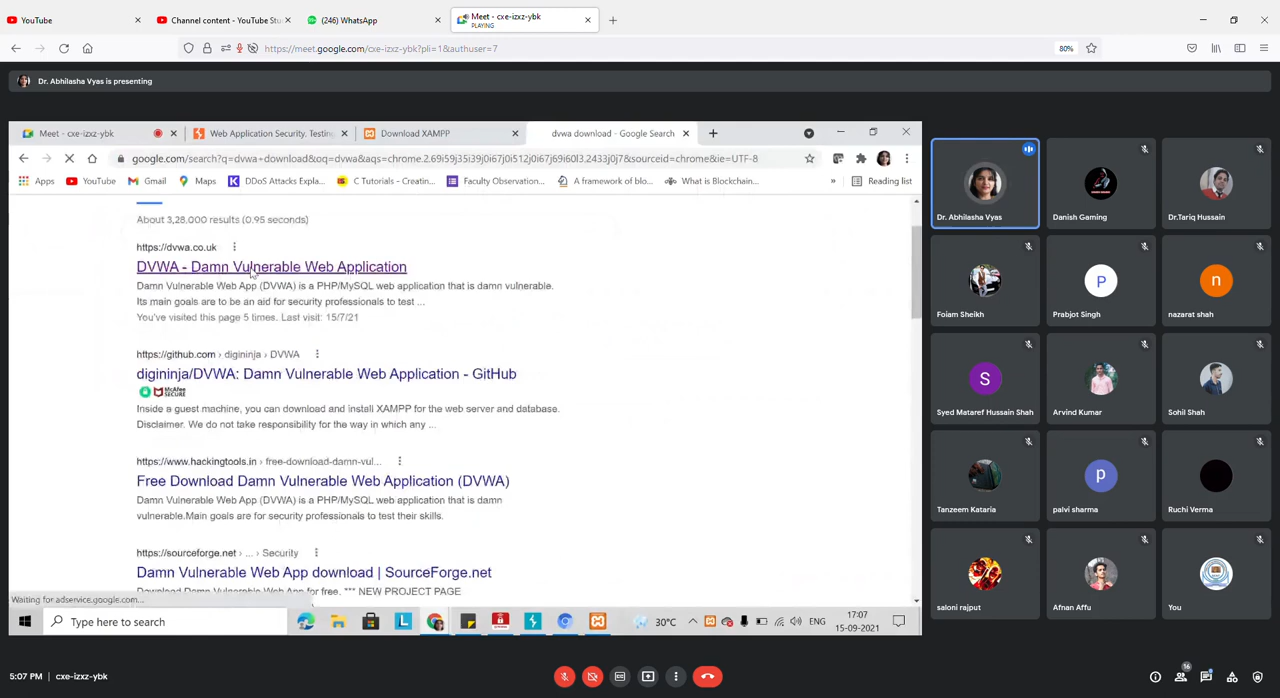 YouTube
Channel content - YouTube Stu
(246) WhatsApp
Meet - cxe-izxz-ybk
PLAYING
https://meet.google.com/cxe-izxz-ybk?pli=1&authuser=7
80%
Dr. Abhilasha Vyas is presenting
Meet - cxe-izxz-ybk
Web Application Security, Testing
Download XAMPP
dvwa download - Google Search
google.com/search?q=dvwa+download&oq=dvwa&aqs=chrome.2.69i59j35i39j0i67j0i512j0i67j69i60l3.2433j0j7&sourceid=chrome&ie=UTF-8
Apps
YouTube
Gmail
Maps
DDoS Attacks Expla...
C Tutorials - Creatin...
Faculty Observation...
A framework of blo...
What is Blockchain...
»
Reading list
About 3,28,000 results (0.95 seconds)
https://dvwa.co.uk
DVWA - Damn Vulnerable Web Application
Damn Vulnerable Web App (DVWA) is a PHP/MySQL web application that is damn vulnerable.
Its main goals are to be an aid for security professionals to test ...
You've visited this page 5 times. Last visit: 15/7/21
https://github.com › digininja › DVWA
digininja/DVWA: Damn Vulnerable Web Application - GitHub
McAfee
SECURE
Inside a guest machine, you can download and install XAMPP for the web server and database.
Disclaimer. We do not take responsibility for the way in which any ...
https://www.hackingtools.in › free-download-damn-vul...
Free Download Damn Vulnerable Web Application (DVWA)
Damn Vulnerable Web App (DVWA) is a PHP/MySQL web application that is damn
vulnerable.Main goals are for security professionals to test their skills.
https://sourceforge.net › ... › Security
Damn Vulnerable Web App download | SourceForge.net
Download Damn Vulnerable Web App for free. *** NEW PROJECT PAGE
Waiting for adservice.google.com...
Type here to search
L
30°C
ENG
17:07
15-09-2021
Dr. Abhilasha Vyas
Danish Gaming
Dr.Tariq Hussain
Foiam Sheikh
P
Prabjot Singh
n
nazarat shah
S
Syed Mataref Hussain Shah
Arvind Kumar
Sohil Shah
Tanzeem Kataria
p
palvi sharma
Ruchi Verma
saloni rajput
Afnan Affu
You
5:07 PM
cxe-izxz-ybk
16